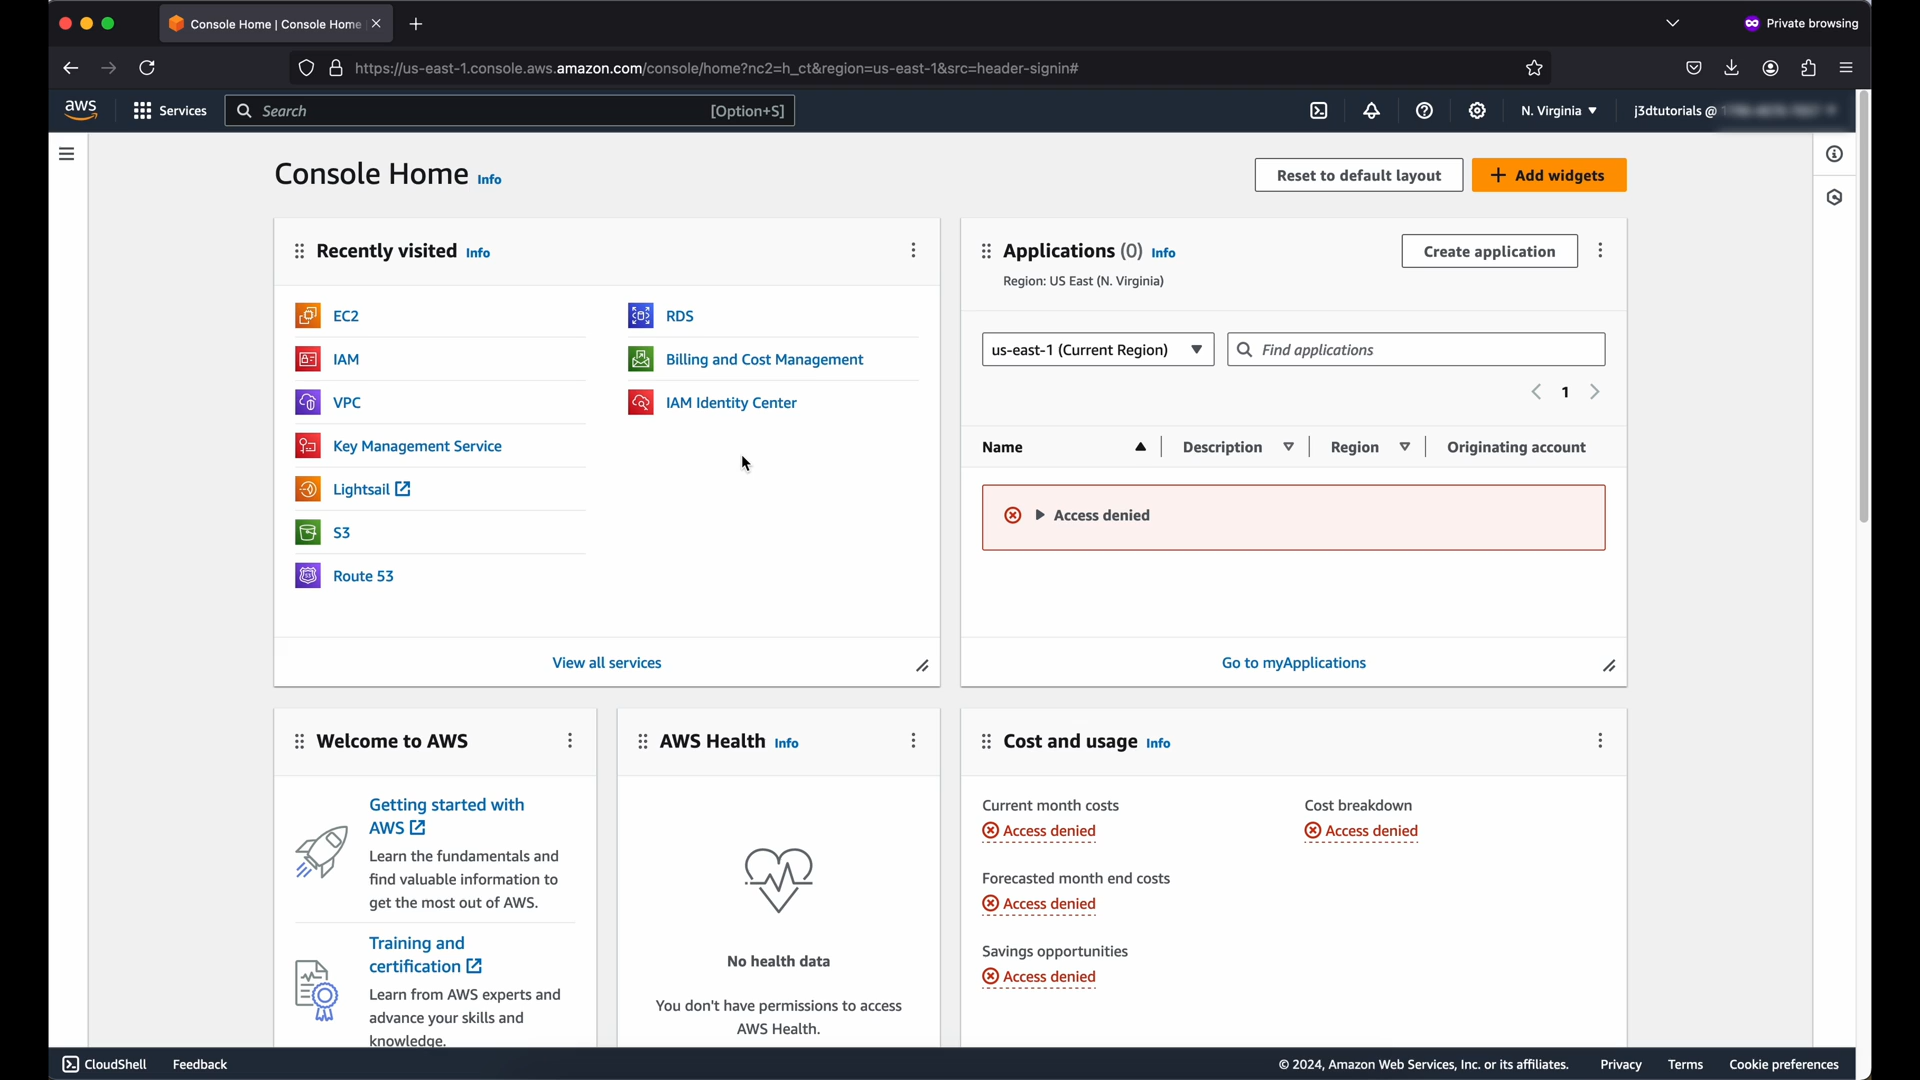 Console Home | Console Home
Private browsing
https://us-east-1.console.aws.amazon.com/console/home?nc2=h_ct&region=us-east-1&src=header-signin#
aws
Services
Search
[Option+S]
N. Virginia
j3dtutorials @
Console Home Info
Reset to default layout
Add widgets
Recently visited Info
EC2
IAM
VPC
Key Management Service
Lightsail
S3
Route 53
RDS
Billing and Cost Management
IAM Identity Center
View all services
Applications (0) Info
Region: US East (N. Virginia)
Create application
us-east-1 (Current Region)
Find applications
1
Name
Description
Region
Originating account
Access denied
Go to myApplications
Welcome to AWS
Getting started with
AWS
Learn the fundamentals and
find valuable information to
get the most out of AWS.
Training and
certification
Learn from AWS experts and
advance your skills and
knowledge.
AWS Health Info
No health data
You don't have permissions to access
AWS Health.
Cost and usage Info
Current month costs
Access denied
Forecasted month end costs
Access denied
Savings opportunities
Access denied
Cost breakdown
Access denied
CloudShell
Feedback
© 2024, Amazon Web Services, Inc. or its affiliates.
Privacy
Terms
Cookie preferences